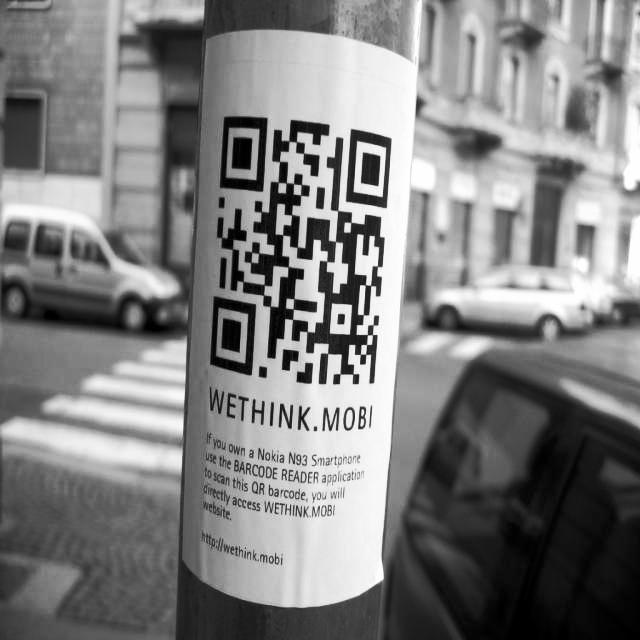 WETHINK.MOBI
If you own a Nokia N93 Smartphone
use the BARCODE READER application
to scan this QR barcode, you will
directly access WETHINK.MOBI
website.
http://wethink.mobi